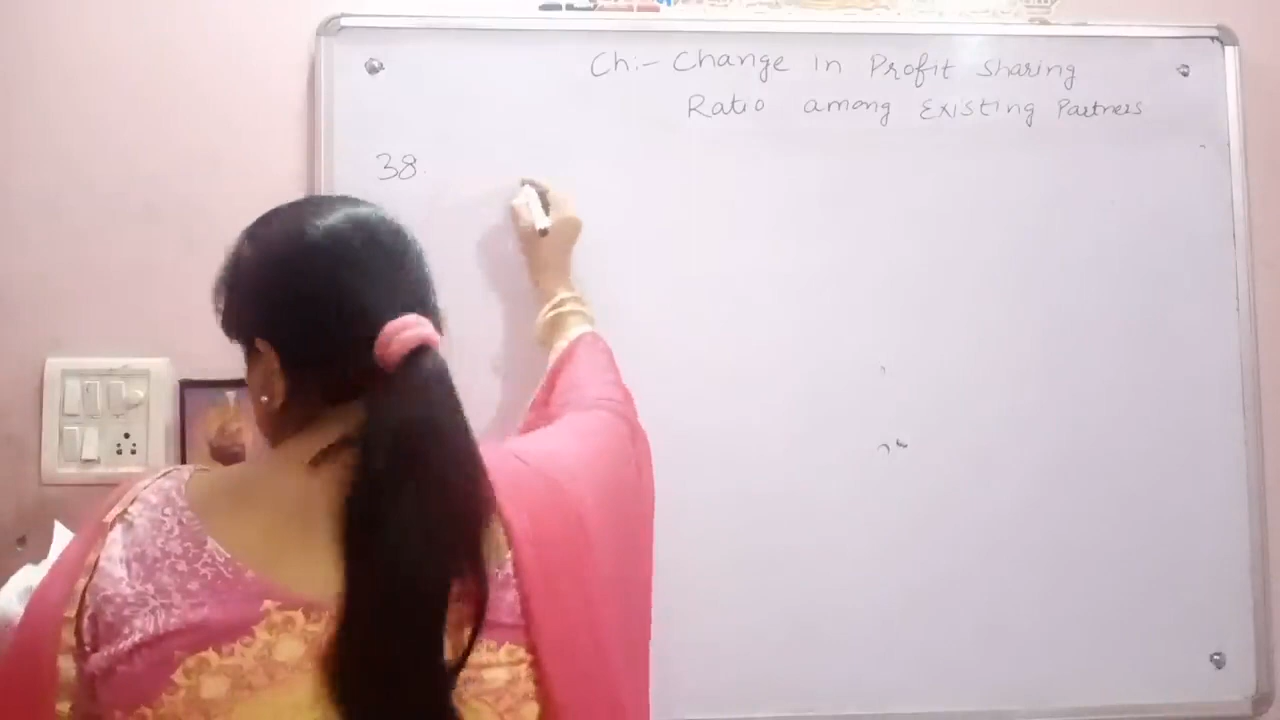 Ch:- Change in Profit Sharing
Ratio among Existing Partners
38.